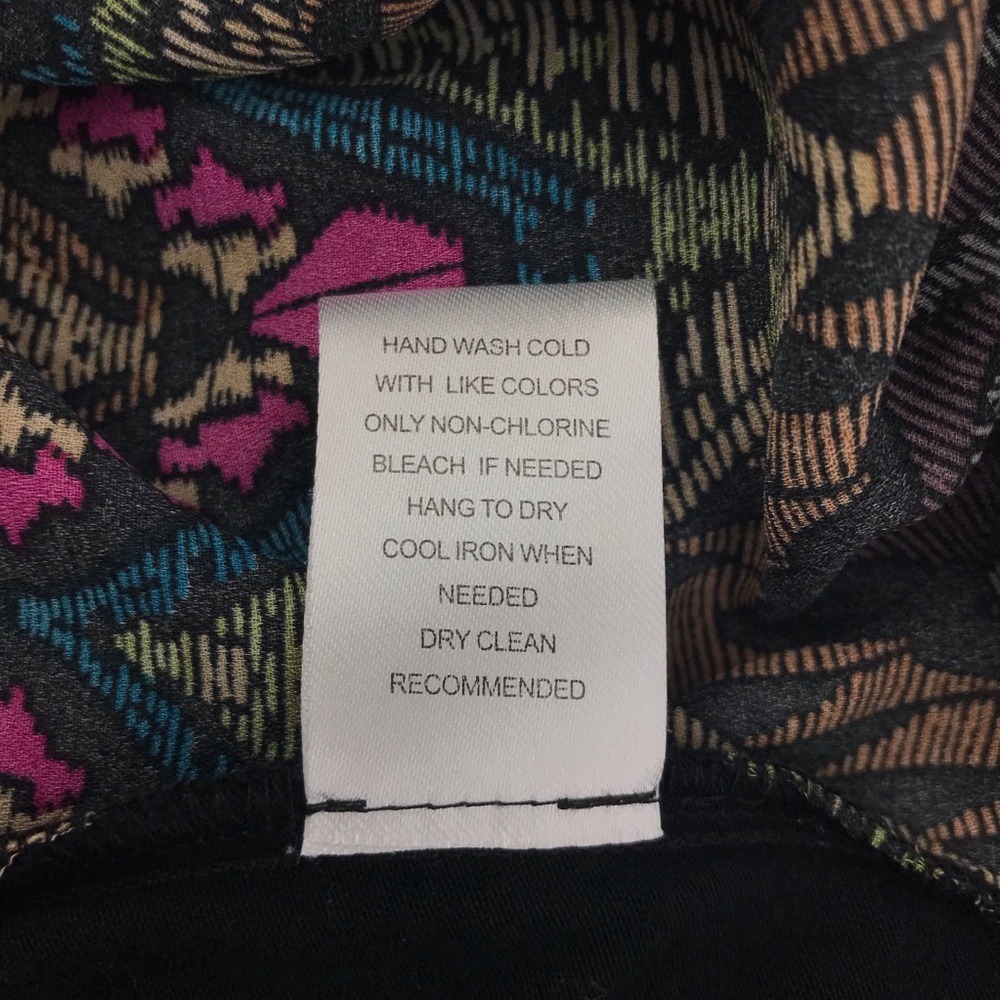 HAND WASH COLD
WITH LIKE COLORS
ONLY NON-CHLORINE
BLEACH IF NEEDED
HANG TO DRY
COOL IRON WHEN
NEEDED
DRY CLEAN
RECOMMENDED